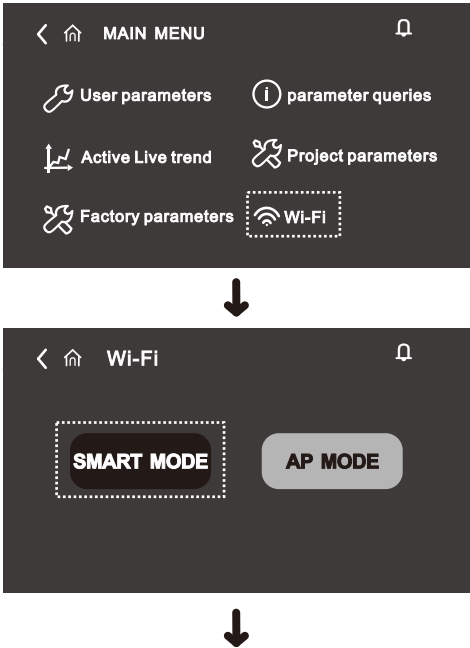 MAIN MENU
User parameters
parameter queries
Active Live trend
Project parameters
Factory parameters
Wi-Fi
Wi-Fi
SMART MODE
AP MODE